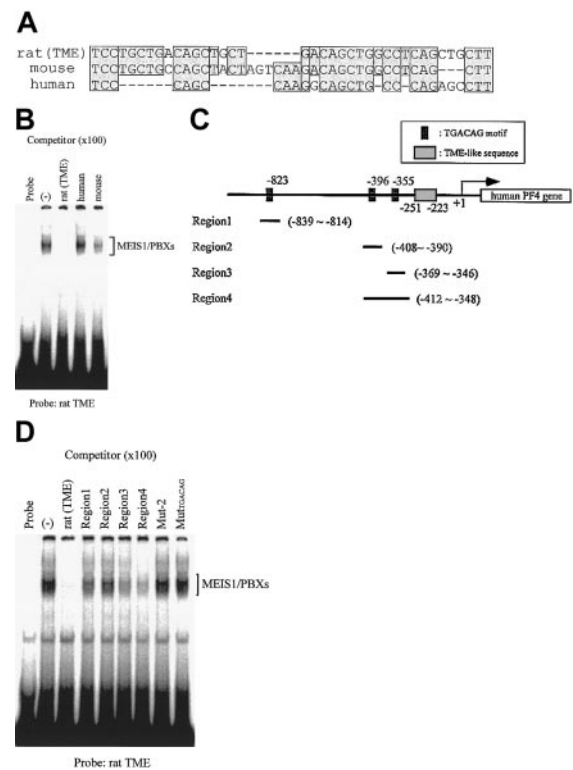 A
rat(TME) TCCTGCTGACAGCTGCT------GACAGCTGGCCTCAGCTGCTT
mouse TCCTGCTGCCAGCTACTAGTCAAGACAGCTGGCCTCAG---CTT
human TCC------CAGC-------CAAGGCAGCTG-CC-CAGAGCCTT
B
Competitor (x100)
Probe
(-)
rat (TME)
human
mouse
MEIS1/PBXs
Probe: rat TME
C
: TGACAG motif
: TME-like sequence
-823
-396
-355
-251
-223
+1
human PF4 gene
Region1 (-839 ~ -814)
Region2 (-408~ -390)
Region3 (-369 ~ -346)
Region4 (-412 ~ -348)
D
Competitor (x100)
Probe
(-)
rat (TME)
Region1
Region2
Region3
Region4
Mut-2
MutTGACAG
MEIS1/PBXs
Probe: rat TME